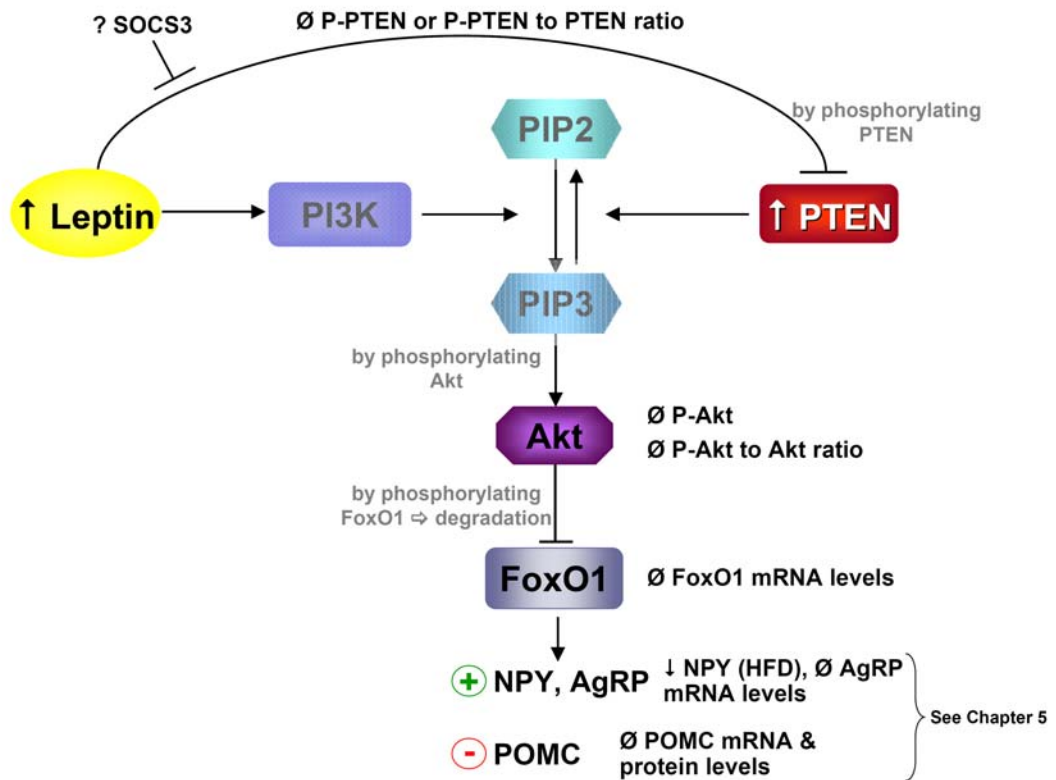 ? SOCS3
Ø P-PTEN or P-PTEN to PTEN ratio
by phosphorylating
PTEN
PIP2
↑ Leptin
PI3K
↑ PTEN
PIP3
by phosphorylating
Akt
Akt
Ø P-Akt
Ø P-Akt to Akt ratio
by phosphorylating
FoxO1 ⇨ degradation
FoxO1
Ø FoxO1 mRNA levels
+ NPY, AgRP
↓ NPY (HFD), Ø AgRP
mRNA levels
See Chapter 5
- POMC
Ø POMC mRNA &
protein levels